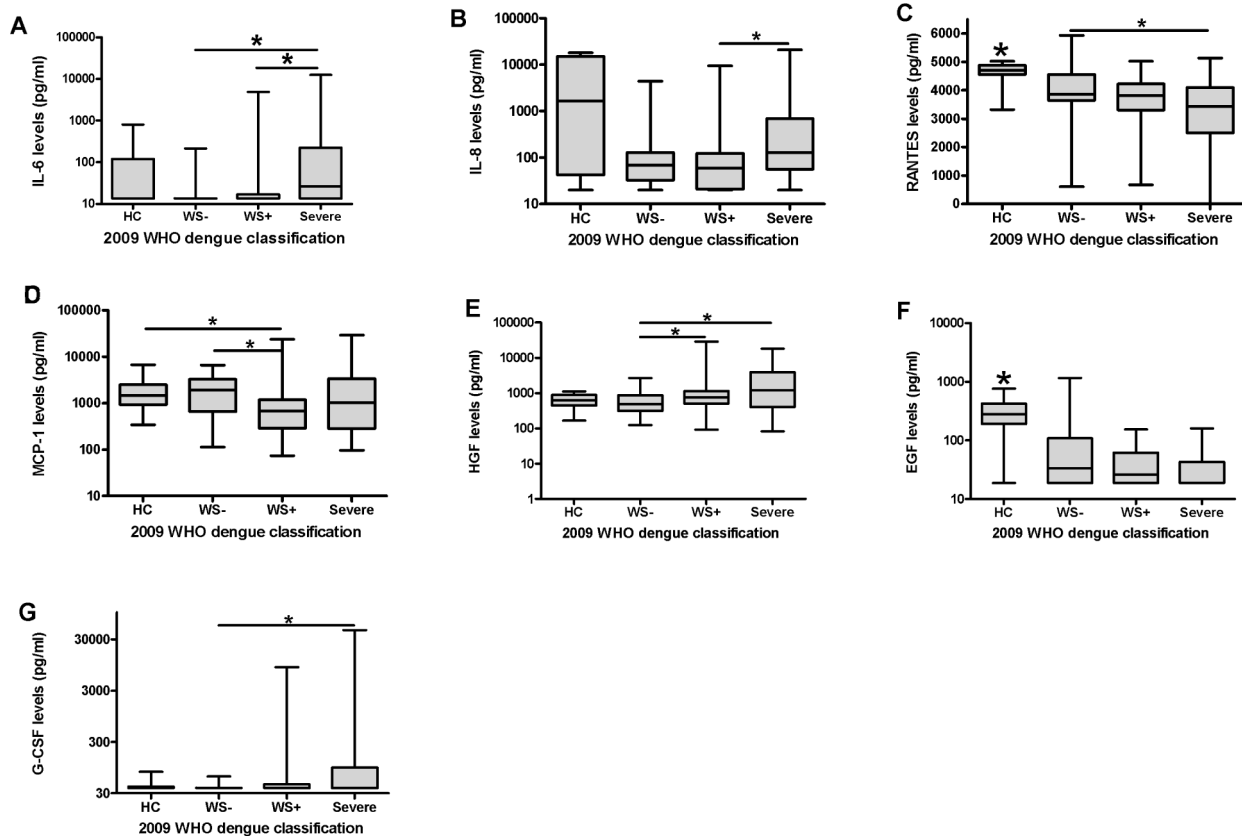 A
IL-6 levels (pg/ml)
100000
10000
1000
100
10
*
*
HC WS- WS+ Severe
2009 WHO dengue classification
B
IL-8 levels (pg/ml)
100000
10000
1000
100
10
*
HC WS- WS+ Severe
2009 WHO dengue classification
C
RANTES levels (pg/ml)
6000
5000
4000
3000
2000
1000
0
*
*
HC WS- WS+ Severe
2009 WHO dengue classification
D
MCP-1 levels (pg/ml)
100000
10000
1000
100
10
*
*
HC WS- WS+ Severe
2009 WHO dengue classification
E
HGF levels (pg/ml)
100000
10000
1000
100
10
1
*
*
HC WS- WS+ Severe
2009 WHO dengue classification
F
EGF levels (pg/ml)
10000
1000
100
10
*
HC WS- WS+ Severe
2009 WHO dengue classification
G
G-CSF levels (pg/ml)
30000
3000
300
30
*
HC WS- WS+ Severe
2009 WHO dengue classification